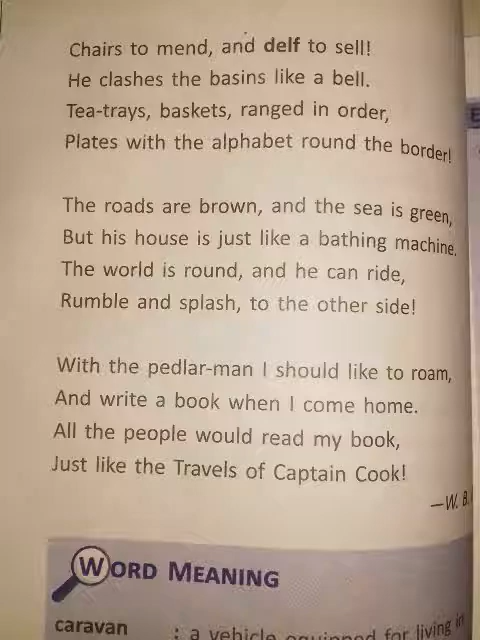 Chairs to mend, and delf to sell!
He clashes the basins like a bell.
Tea-trays, baskets, ranged in order,
Plates with the alphabet round the border!
The roads are brown, and the sea is green,
But his house is just like a bathing machine.
The world is round, and he can ride,
Rumble and splash, to the other side!
With the pedlar-man I should like to roam,
And write a book when I come home.
All the people would read my book,
Just like the Travels of Captain Cook!
—W. B.
WORD MEANING
caravan : a vehicle equipped for living in